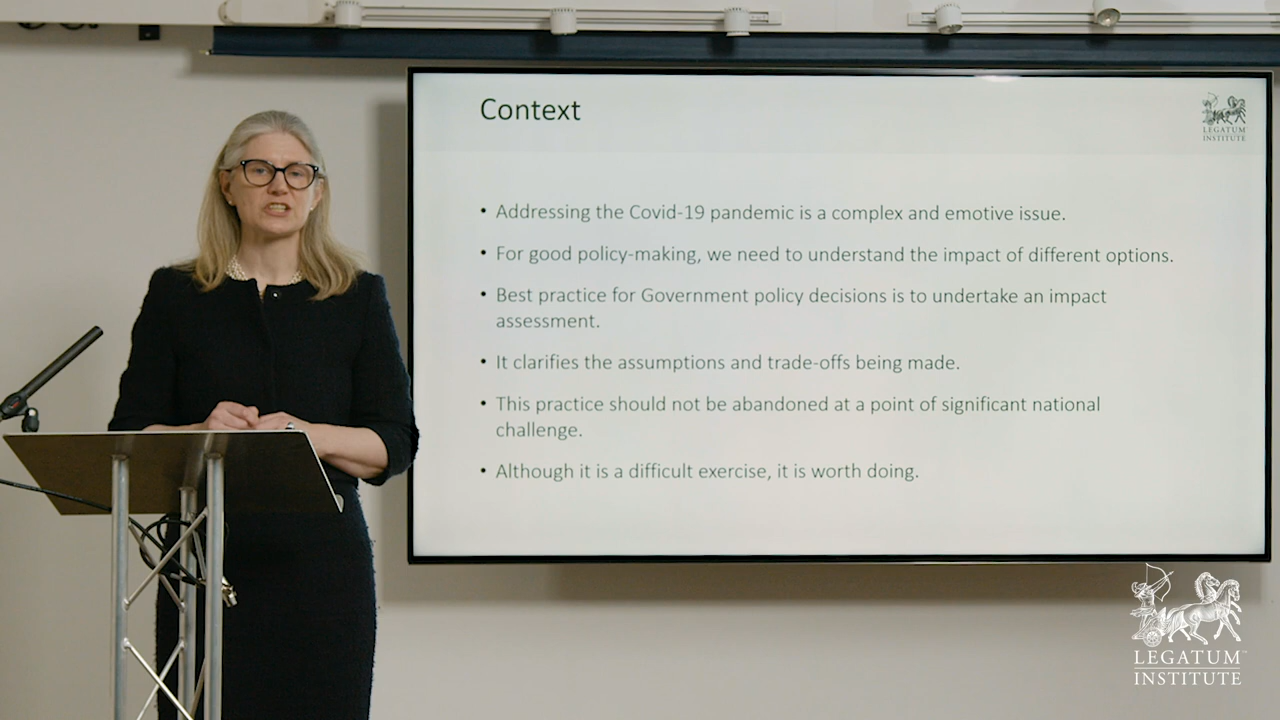 Context
LEGATUM
INSTITUTE
• Addressing the Covid-19 pandemic is a complex and emotive issue.
• For good policy-making, we need to understand the impact of different options.
• Best practice for Government policy decisions is to undertake an impact
assessment.
• It clarifies the assumptions and trade-offs being made.
• This practice should not be abandoned at a point of significant national
challenge.
• Although it is a difficult exercise, it is worth doing.
LEGATUM™
INSTITUTE